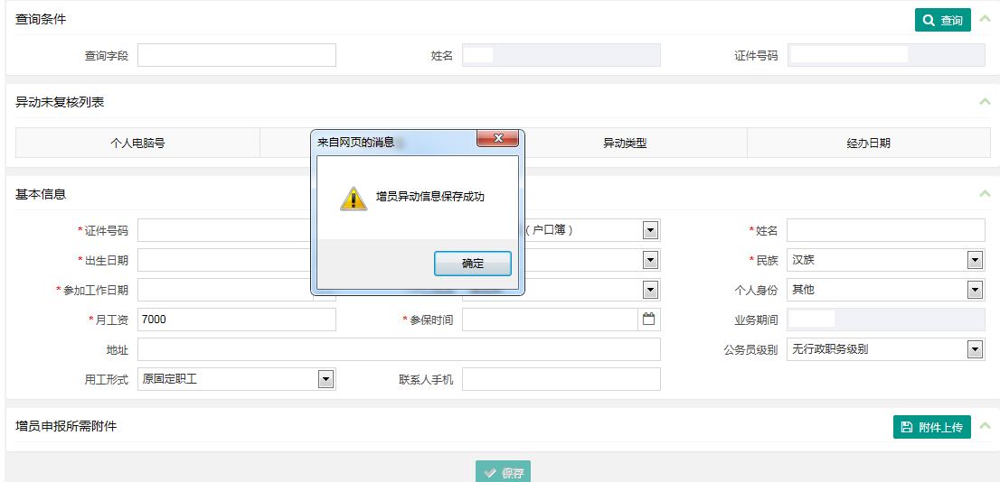 查询条件
查询
查询字段 姓名 证件号码
异动未复核列表
个人电脑号 异动类型 经办日期
来自网页的消息
增员异动信息保存成功
确定
基本信息
*证件号码 (户口簿) *姓名
*出生日期 *民族 汉族
*参加工作日期 个人身份 其他
*月工资 7000 *参保时间 业务期间
地址 公务员级别 无行政职务级别
用工形式 原固定职工 联系人手机
增员申报所需附件
附件上传
保存